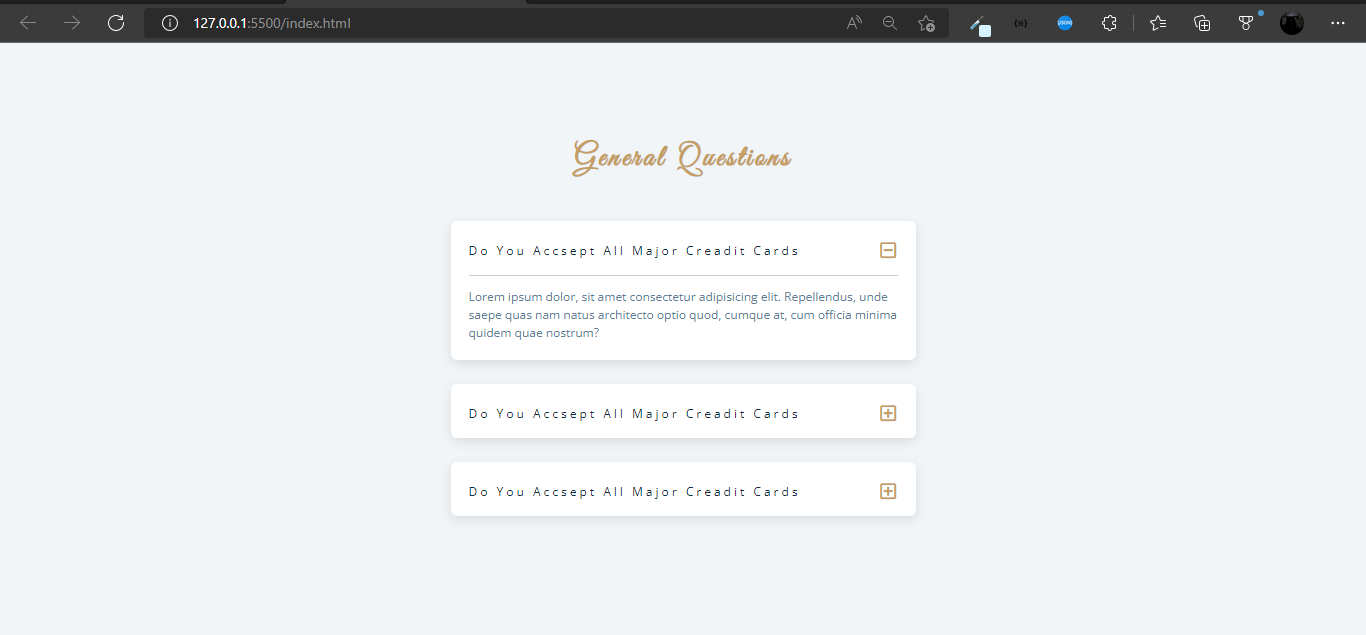 127.0.0.1:5500/index.html
General Questions
Do You Accsept All Major Creadit Cards
Lorem ipsum dolor, sit amet consectetur adipisicing elit. Repellendus, unde
saepe quas nam natus architecto optio quod, cumque at, cum officia minima
quidem quae nostrum?
Do You Accsept All Major Creadit Cards
Do You Accsept All Major Creadit Cards